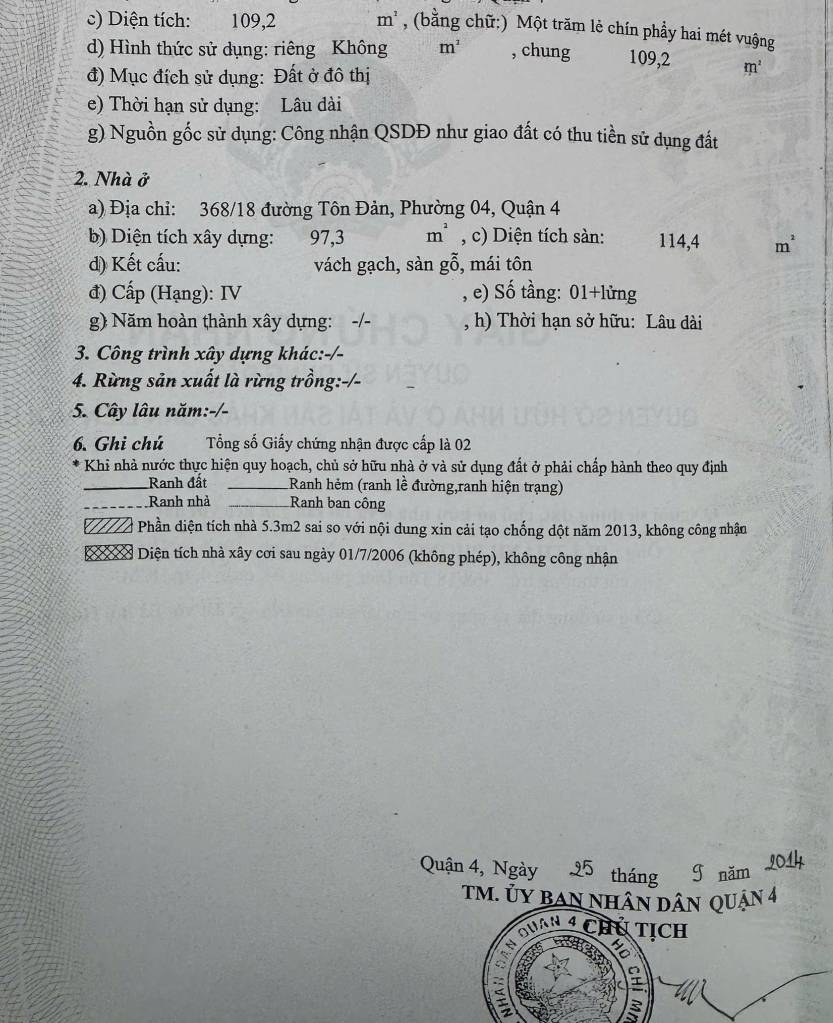 c) Diện tích: 109,2 m², (bằng chữ:) Một trăm lẻ chín phẩy hai mét vuông
d) Hình thức sử dụng: riêng Không m² , chung 109,2 m²
đ) Mục đích sử dụng: Đất ở đô thị
e) Thời hạn sử dụng: Lâu dài
g) Nguồn gốc sử dụng: Công nhận QSDĐ như giao đất có thu tiền sử dụng đất
2. Nhà ở
a) Địa chỉ: 368/18 đường Tôn Đản, Phường 04, Quận 4
b) Diện tích xây dựng: 97,3 m² , c) Diện tích sàn: 114,4 m²
d) Kết cấu: vách gạch, sàn gỗ, mái tôn
đ) Cấp (Hạng): IV , e) Số tầng: 01+lửng
g) Năm hoàn thành xây dựng: -/- , h) Thời hạn sở hữu: Lâu dài
3. Công trình xây dựng khác:-/-
4. Rừng sản xuất là rừng trồng:-/-
5. Cây lâu năm:-/-
6. Ghi chú Tổng số Giấy chứng nhận được cấp là 02
* Khi nhà nước thực hiện quy hoạch, chủ sở hữu nhà ở và sử dụng đất ở phải chấp hành theo quy định
Ranh đất Ranh hẻm (ranh lề đường,ranh hiện trạng)
Ranh nhà Ranh ban công
Phần diện tích nhà 5.3m2 sai so với nội dung xin cải tạo chống dột năm 2013, không công nhận
Diện tích nhà xây cơi sau ngày 01/7/2006 (không phép), không công nhận
Quận 4, Ngày 25 tháng 9 năm 2014
TM. ỦY BAN NHÂN DÂN QUẬN 4
CHỦ TỊCH
NHÂN DÂN QUẬN 4
HỒ CHÍ